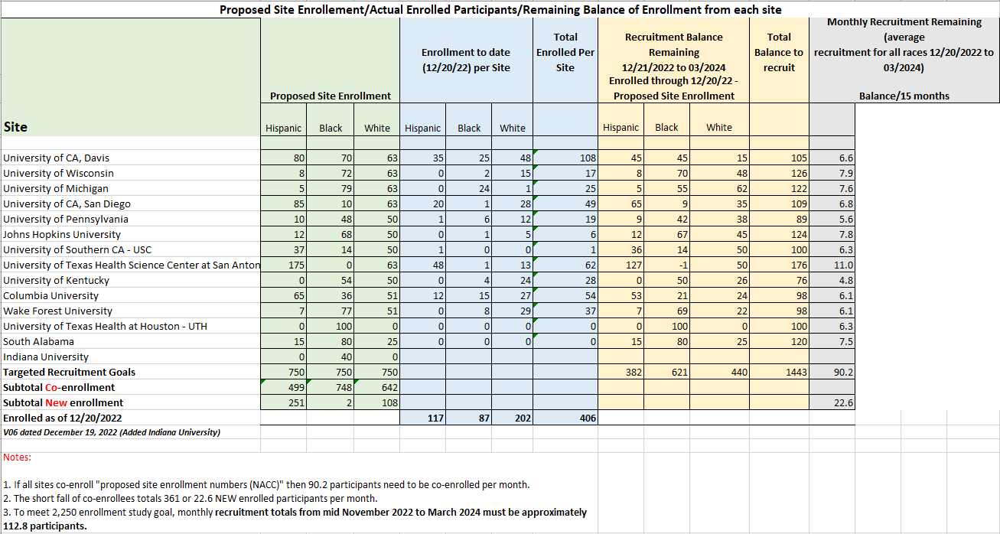 Proposed Site Enrollement/Actual Enrolled Participants/Remaining Balance of Enrollment from each site
Site
Proposed Site Enrollment
Enrollment to date
(12/20/22) per Site
Total
Enrolled Per
Site
Recruitment Balance
Remaining
12/21/2022 to 03/2024
Enrolled through 12/20/22 -
Proposed Site Enrollment
Total
Balance to
recruit
Monthly Recruitment Remaining
(average
recruitment for all races 12/20/2022 to
03/2024)
Balance/15 months
Hispanic Black White Hispanic Black White Hispanic Black White
University of CA, Davis 80 70 63 35 25 48 108 45 45 15 105 6.6
University of Wisconsin 8 72 63 0 2 15 17 8 70 48 126 7.9
University of Michigan 5 79 63 0 24 1 25 5 55 62 122 7.6
University of CA, San Diego 85 10 63 20 1 28 49 65 9 35 109 6.8
University of Pennsylvania 10 48 50 1 6 12 19 9 42 38 89 5.6
Johns Hopkins University 12 68 50 0 1 5 6 12 67 45 124 7.8
University of Southern CA - USC 37 14 50 1 0 0 1 36 14 50 100 6.3
University of Texas Health Science Center at San Anton 175 0 63 48 1 13 62 127 -1 50 176 11.0
University of Kentucky 0 54 50 0 4 24 28 0 50 26 76 4.8
Columbia University 65 36 51 12 15 27 54 53 21 24 98 6.1
Wake Forest University 7 77 51 0 8 29 37 7 69 22 98 6.1
University of Texas Health at Houston - UTH 0 100 0 0 0 0 0 0 100 0 100 6.3
South Alabama 15 80 25 0 0 0 0 15 80 25 120 7.5
Indiana University 0 40 0
Targeted Recruitment Goals 750 750 750 382 621 440 1443 90.2
Subtotal Co-enrollment 499 748 642
Subtotal New enrollment 251 2 108 22.6
Enrolled as of 12/20/2022 117 87 202 406
V06 dated December 19, 2022 (Added Indiana University)
Notes:
1. If all sites co-enroll "proposed site enrollment numbers (NACC)" then 90.2 participants need to be co-enrolled per month.
2. The short fall of co-enrollees totals 361 or 22.6 NEW enrolled participants per month.
3. To meet 2,250 enrollment study goal, monthly recruitment totals from mid November 2022 to March 2024 must be approximately
112.8 participants.